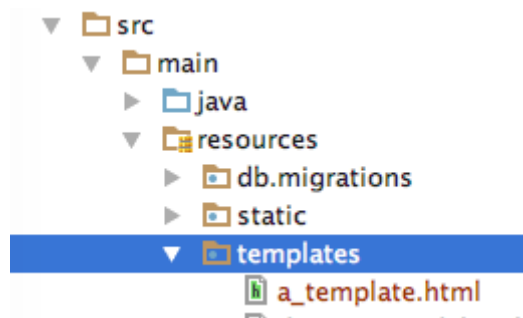 src
main
java
resources
db.migrations
static
templates
a_template.html